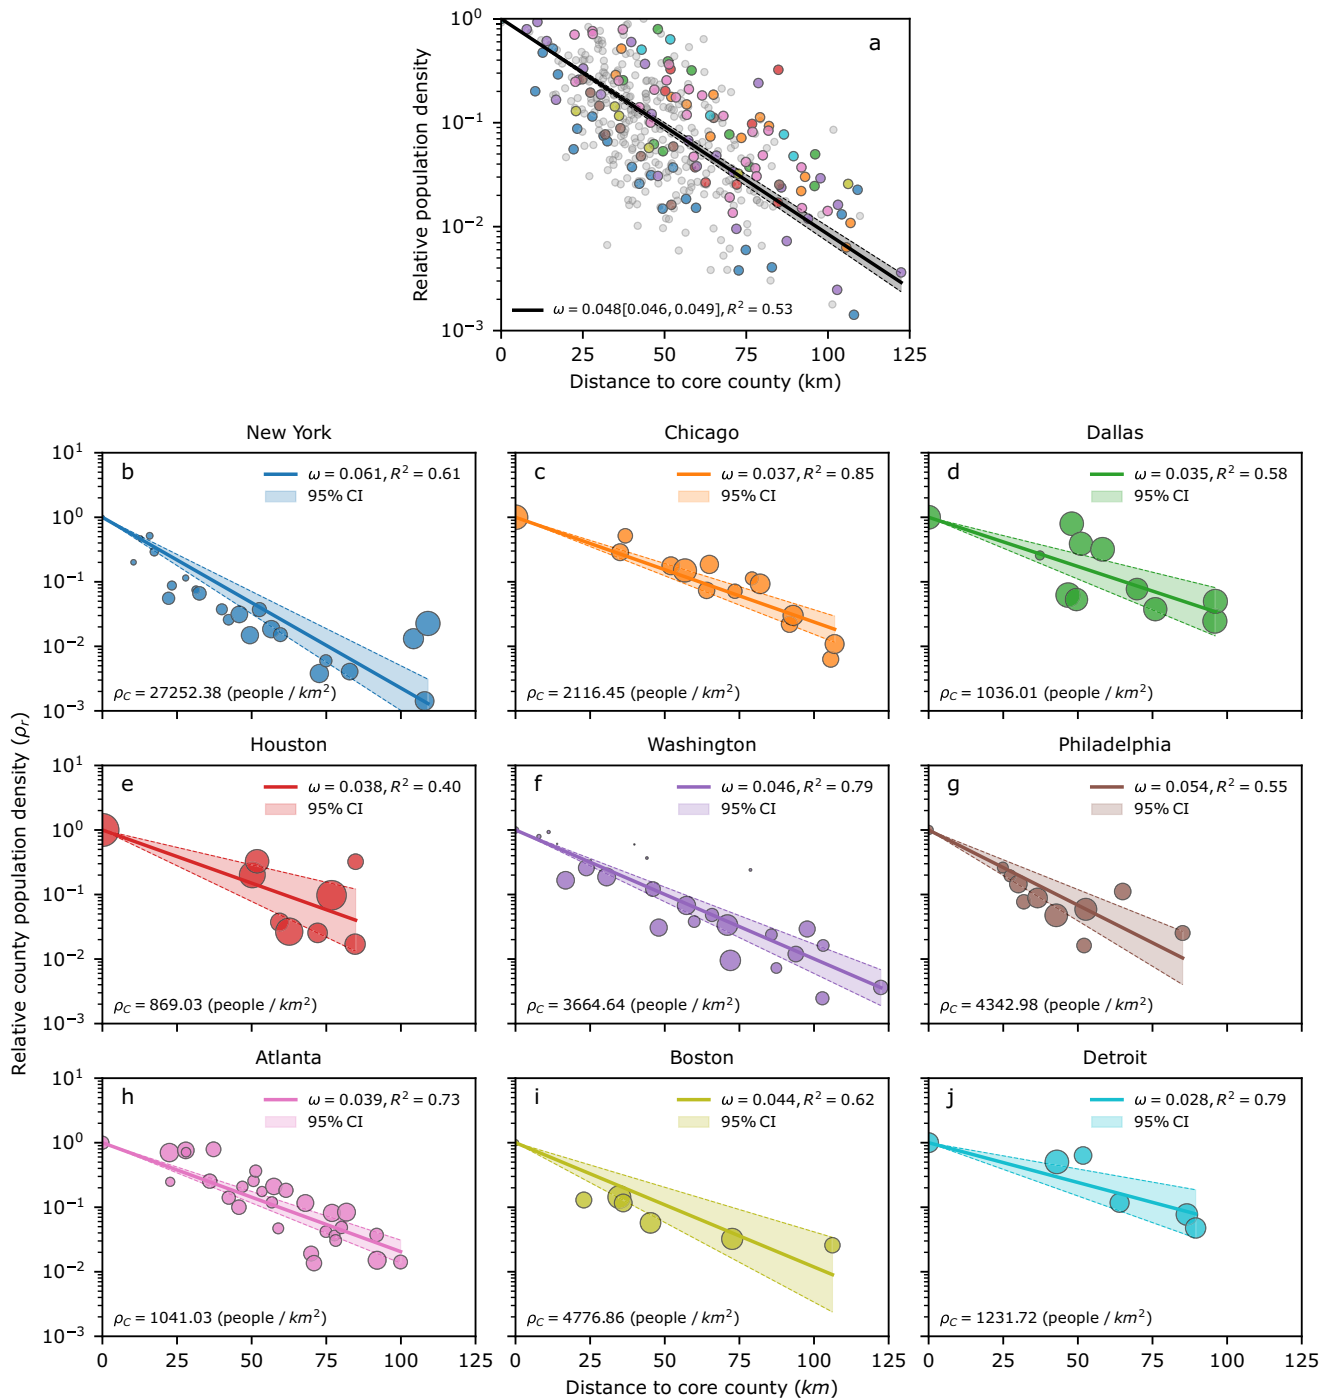 a
10^0
10^-1
10^-2
10^-3
Relative population density
ω = 0.048[0.046, 0.049], R^2 = 0.53
0 25 50 75 100 125
Distance to core county (km)
New York Chicago Dallas
b
ω = 0.061, R^2 = 0.61
95% CI
ρ_C = 27252.38 (people / km^2)
10^1
10^0
10^-1
10^-2
10^-3
c
ω = 0.037, R^2 = 0.85
95% CI
ρ_C = 2116.45 (people / km^2)
d
ω = 0.035, R^2 = 0.58
95% CI
ρ_C = 1036.01 (people / km^2)
Relative county population density (ρ_r)
Houston Washington Philadelphia
e
ω = 0.038, R^2 = 0.40
95% CI
ρ_C = 869.03 (people / km^2)
10^1
10^0
10^-1
10^-2
10^-3
f
ω = 0.046, R^2 = 0.79
95% CI
ρ_C = 3664.64 (people / km^2)
g
ω = 0.054, R^2 = 0.55
95% CI
ρ_C = 4342.98 (people / km^2)
Atlanta Boston Detroit
h
ω = 0.039, R^2 = 0.73
95% CI
ρ_C = 1041.03 (people / km^2)
10^1
10^0
10^-1
10^-2
10^-3
i
ω = 0.044, R^2 = 0.62
95% CI
ρ_C = 4776.86 (people / km^2)
j
ω = 0.028, R^2 = 0.79
95% CI
ρ_C = 1231.72 (people / km^2)
0 25 50 75 100 125 0 25 50 75 100 125 0 25 50 75 100 125
Distance to core county (km)